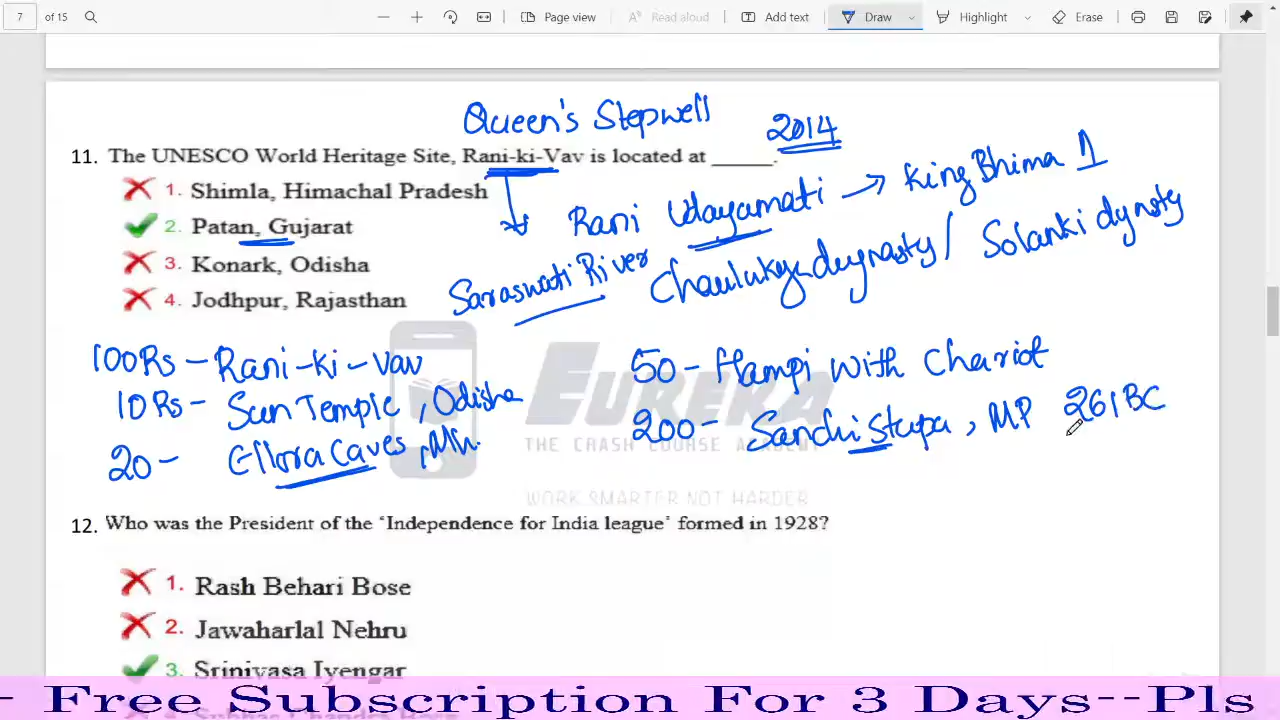 7 of 15 Page view Read aloud Add text Draw Highlight Erase
Queen's Stepwell
2014
11. The UNESCO World Heritage Site, Rani-ki-Vav is located at _____.
1. Shimla, Himachal Pradesh
2. Patan, Gujarat
3. Konark, Odisha
4. Jodhpur, Rajasthan
Rani Udayamati → King Bhima 1
Saraswati River
Chaulukya dynasty / Solanki dynasty
100Rs - Rani-ki-Vav
10Rs - Sun Temple, Odisha
20 - Ellora Caves, MH.
50 - Hampi with Chariot
200 - Sanchi Stupa, MP 261BC
EUREKA
THE CRASH COURSE ACADEMY
WORK SMARTER NOT HARDER
12. Who was the President of the 'Independence for India league' formed in 1928?
1. Rash Behari Bose
2. Jawaharlal Nehru
3. Srinivasa Iyengar
- Free Subscription For 3 Days--Pls